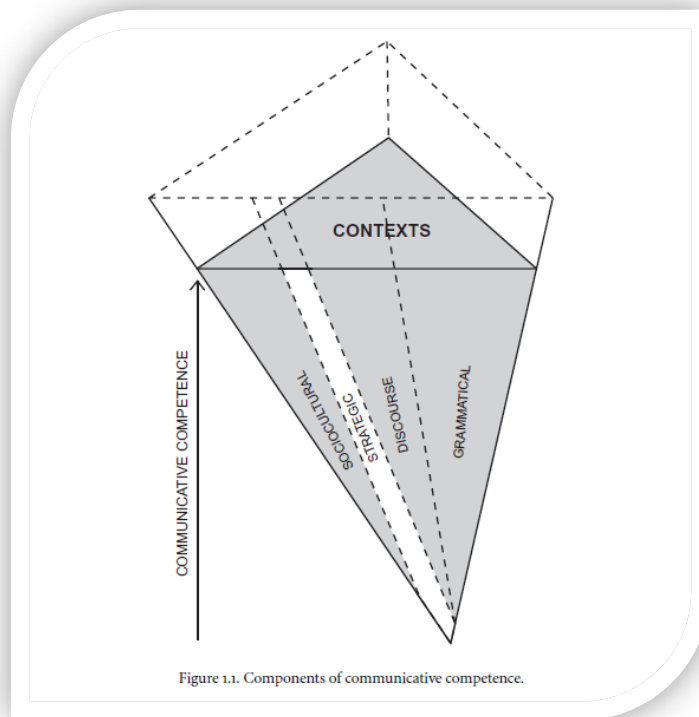 CONTEXTS
COMMUNICATIVE COMPETENCE
SOCIOCULTURAL
STRATEGIC
DISCOURSE
GRAMMATICAL
Figure 1.1. Components of communicative competence.